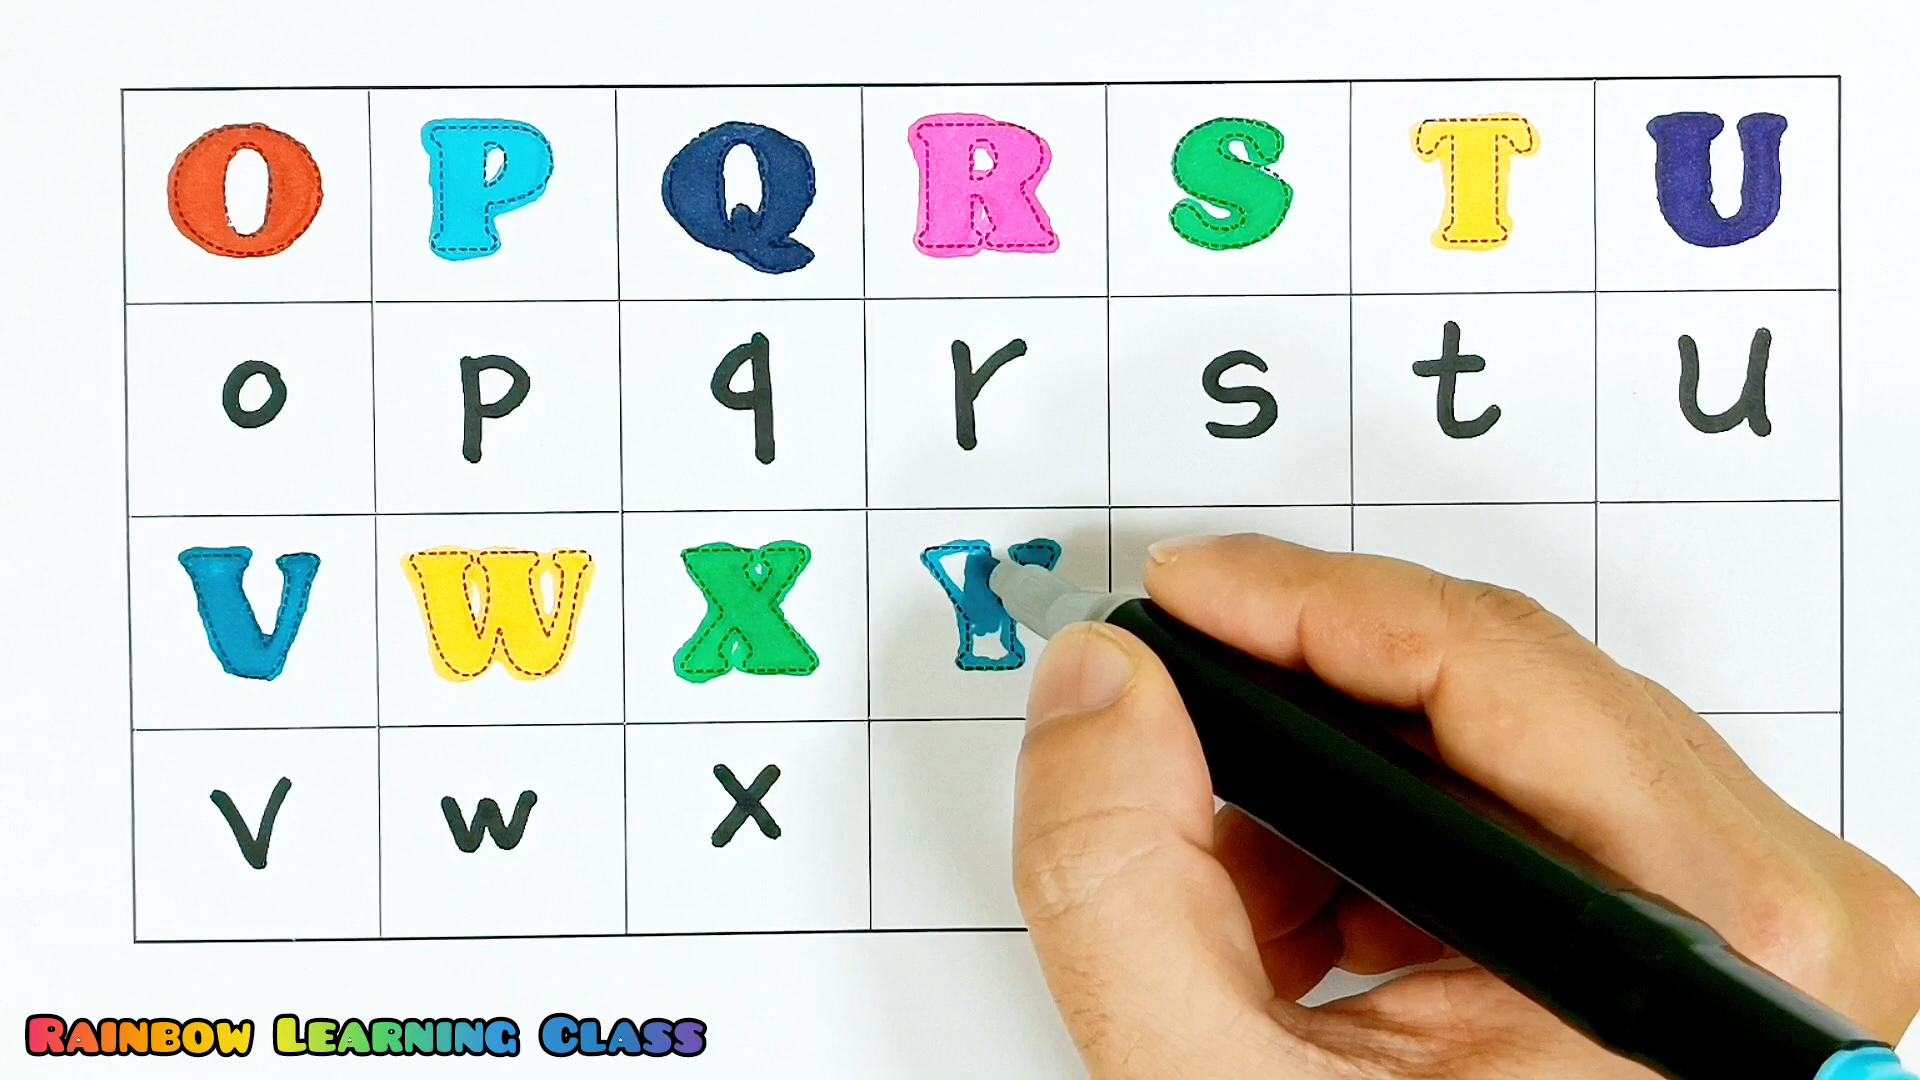 O P Q R S T U
o p q r s t u
V W X Y
v w x
RAINBOW LEARNING CLASS